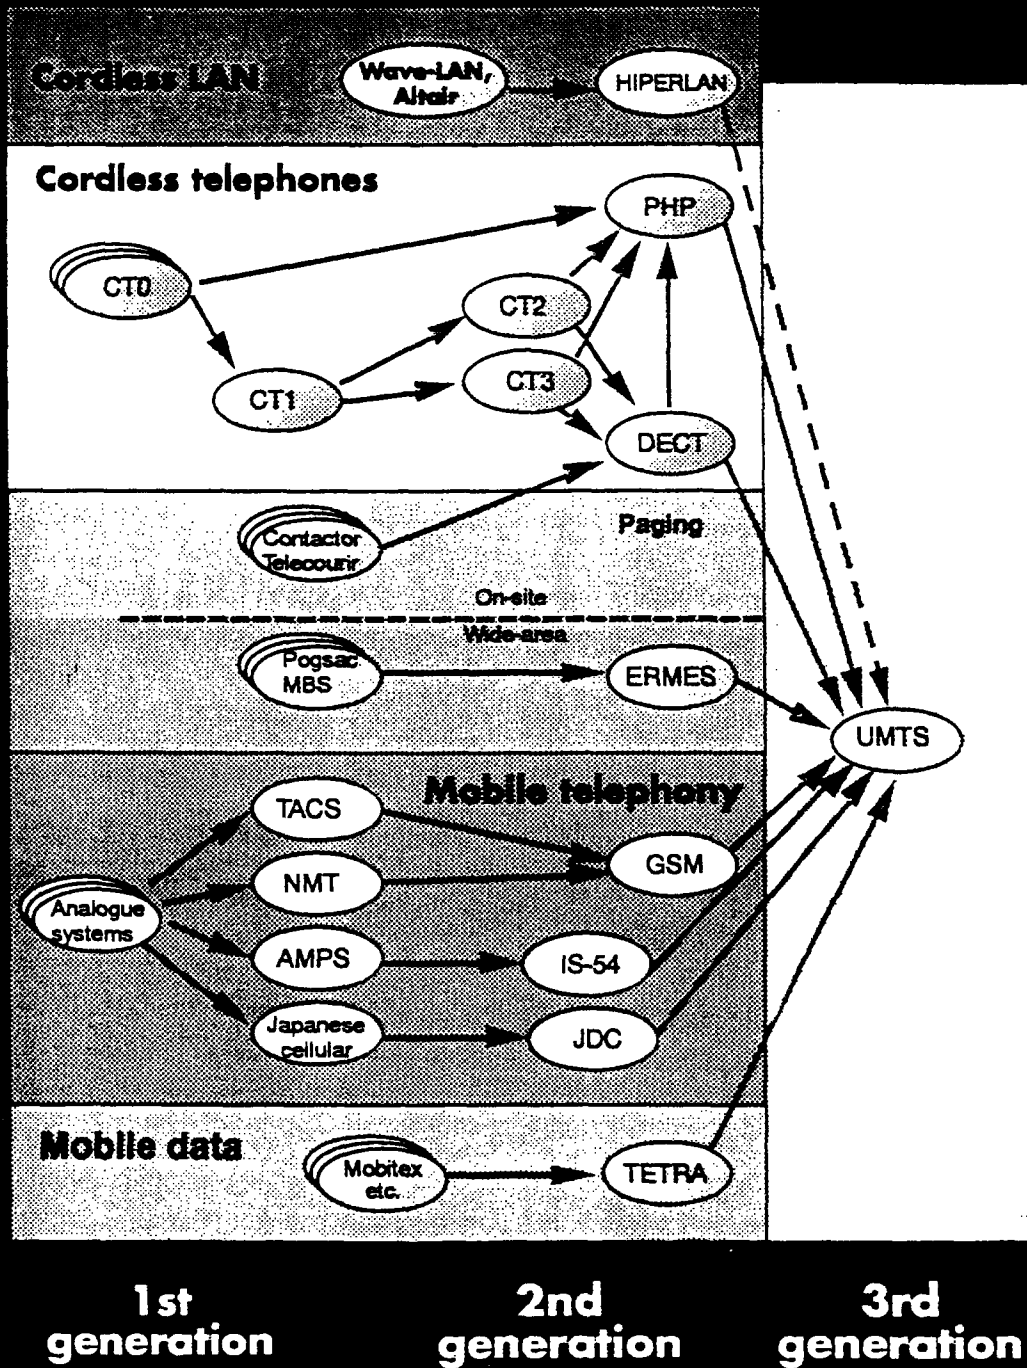 Cordless LAN
Wave-LAN,
Altair
HIPERLAN
Cordless telephones
PHP
CT0
CT2
CT3
CT1
DECT
Paging
Contactor
Telecourir
On-site
Wide-area
Pogsac
MBS
ERMES
UMTS
Mobile telephony
TACS
GSM
NMT
Analogue
systems
AMPS
IS-54
Japanese
cellular
JDC
Mobile data
Mobitex
etc.
TETRA
1st
generation
2nd
generation
3rd
generation